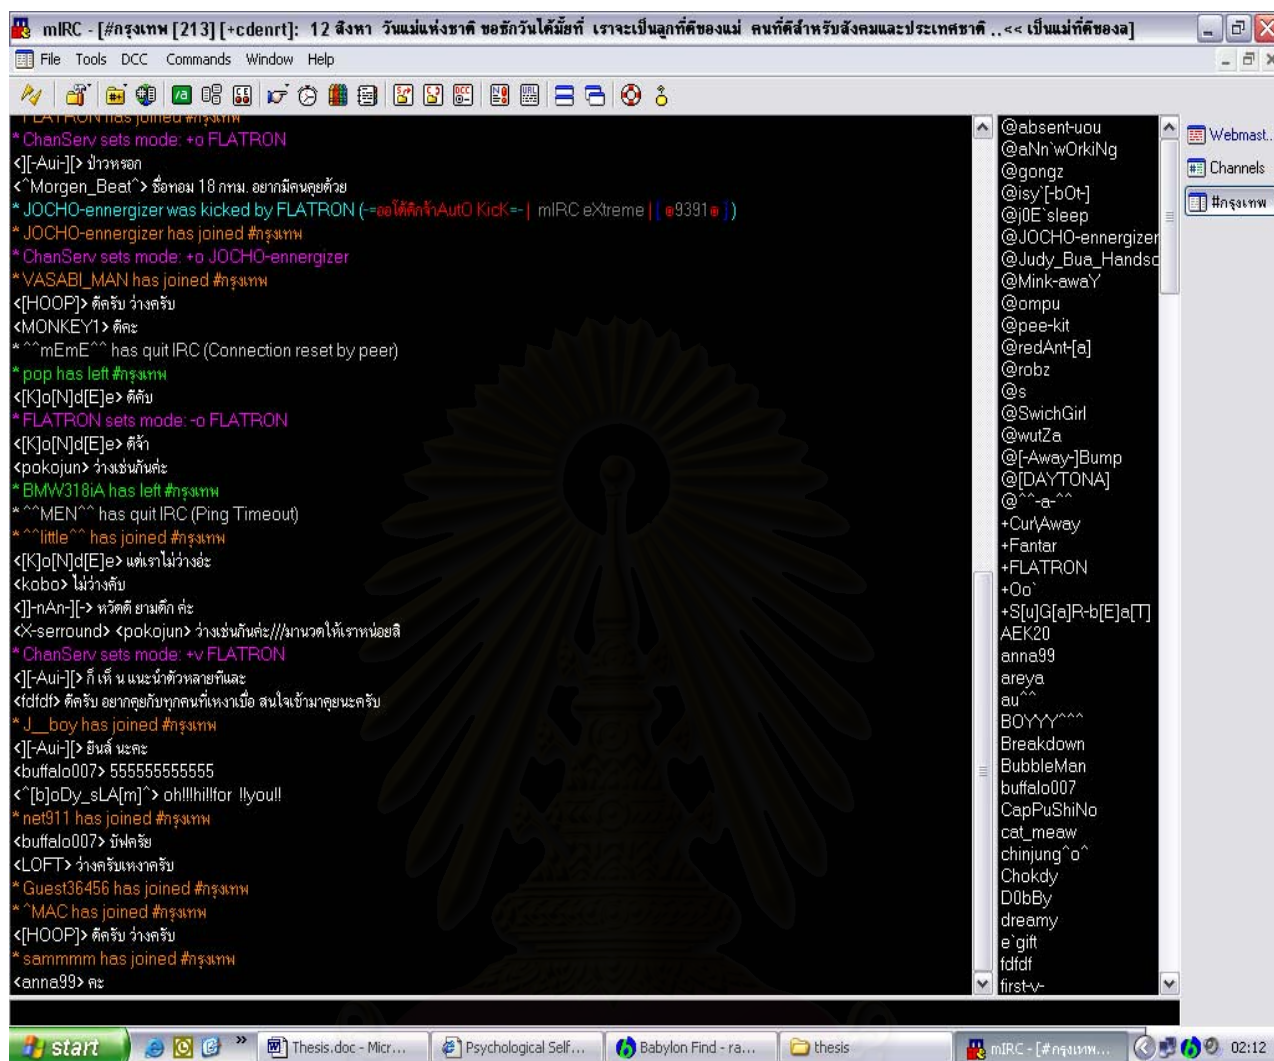 mIRC - [#กรุงเทพ [213] [+cdenrt]: 12 สิงหา วันแม่แห่งชาติ ขอซักวันได้มั้ยที่ เราจะเป็นลูกที่ดีของแม่ คนที่ดีสำหรับสังคมและประเทศชาติ ..<< เป็นแม่ที่ดีของล]
File Tools DCC Commands Window Help
* FLATRON has joined #กรุงเทพ
* ChanServ sets mode: +o FLATRON
<][-Aui-][> ป่าวหรอก
<^Morgen_Beat^> ชื่อทอม 18 กทม. อยากมีคนคุยด้วย
* JOCHO-ennergizer was kicked by FLATRON (-=ออโต้คิกจ้าAutO KicK=-| mIRC eXtreme |[ ๏9391๏ ])
* JOCHO-ennergizer has joined #กรุงเทพ
* ChanServ sets mode: +o JOCHO-ennergizer
* VASABI_MAN has joined #กรุงเทพ
<[HOOP]> ดีครับ ว่างครับ
<MONKEY1> ดีคะ
* ^^mEmE^^ has quit IRC (Connection reset by peer)
* pop has left #กรุงเทพ
<[K]o[N]d[E]e> ดีคับ
* FLATRON sets mode: -o FLATRON
<[K]o[N]d[E]e> ดีจ้า
<pokojun> ว่างเช่นกันค่ะ
* BMW318iA has left #กรุงเทพ
* ^^MEN^^ has quit IRC (Ping Timeout)
* ^^little^^ has joined #กรุงเทพ
<[K]o[N]d[E]e> แต่เราไม่ว่างอ่ะ
<kobo> ไม่ว่างคับ
<]]-nAn-][-> หวัดดี ยามดึก ค่ะ
<X-serround> <pokojun> ว่างเช่นกันค่ะ///มานวดให้เราหน่อยสิ
* ChanServ sets mode: +v FLATRON
<][-Aui-][> ก็ เห็ น แนะนำตัวหลายทีและ
<fdfdf> ดีครับ อยากคุยกับทุกคนที่เหงาเบื่อ สนใจเข้ามาคุยนะครับ
* J__boy has joined #กรุงเทพ
<][-Aui-][> ยีนส์ นะคะ
<buffalo007> 555555555555
<^[b]oDy_sLA[m]^> oh!!!hi!!for !!you!!
* net911 has joined #กรุงเทพ
<buffalo007> บัฟครัย
<LOFT> ว่างครับเหงาครับ
* Guest36456 has joined #กรุงเทพ
* ^MAC has joined #กรุงเทพ
<[HOOP]> ดีครับ ว่างครับ
* sammmm has joined #กรุงเทพ
<anna99> คะ
@absent-uou
@aNn`wOrkiNg
@gongz
@isy`[-bOt-]
@j0E`sleep
@JOCHO-ennergizer
@Judy_Bua_Handsc
@Mink-awaY
@ompu
@pee-kit
@redAnt-[a]
@robz
@s
@SwichGirl
@wutZa
@[-Away-]Bump
@[DAYTONA]
@^^-a-^^
+Cur\Away
+Fantar
+FLATRON
+Oo`
+S[u]G[a]R-b[E]a[T]
AEK20
anna99
areya
au^^
BOYYY^^^
Breakdown
BubbleMan
buffalo007
CapPuShiNo
cat_meaw
chinjung^o^
Chokdy
D0bBy
dreamy
e`gift
fdfdf
first-v-
Webmast..
Channels
#กรุงเทพ
start
Thesis.doc - Micr...
Psychological Self...
Babylon Find - ra...
thesis
mIRC - [#กรุงเทพ...
02:12